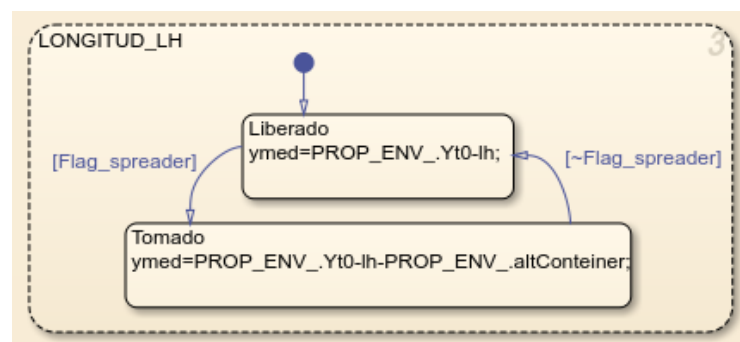 LONGITUD_LH
3
Liberado
ymed=PROP_ENV_.Yt0-lh;
[Flag_spreader]
[~Flag_spreader]
Tomado
ymed=PROP_ENV_.Yt0-lh-PROP_ENV_.altConteiner;